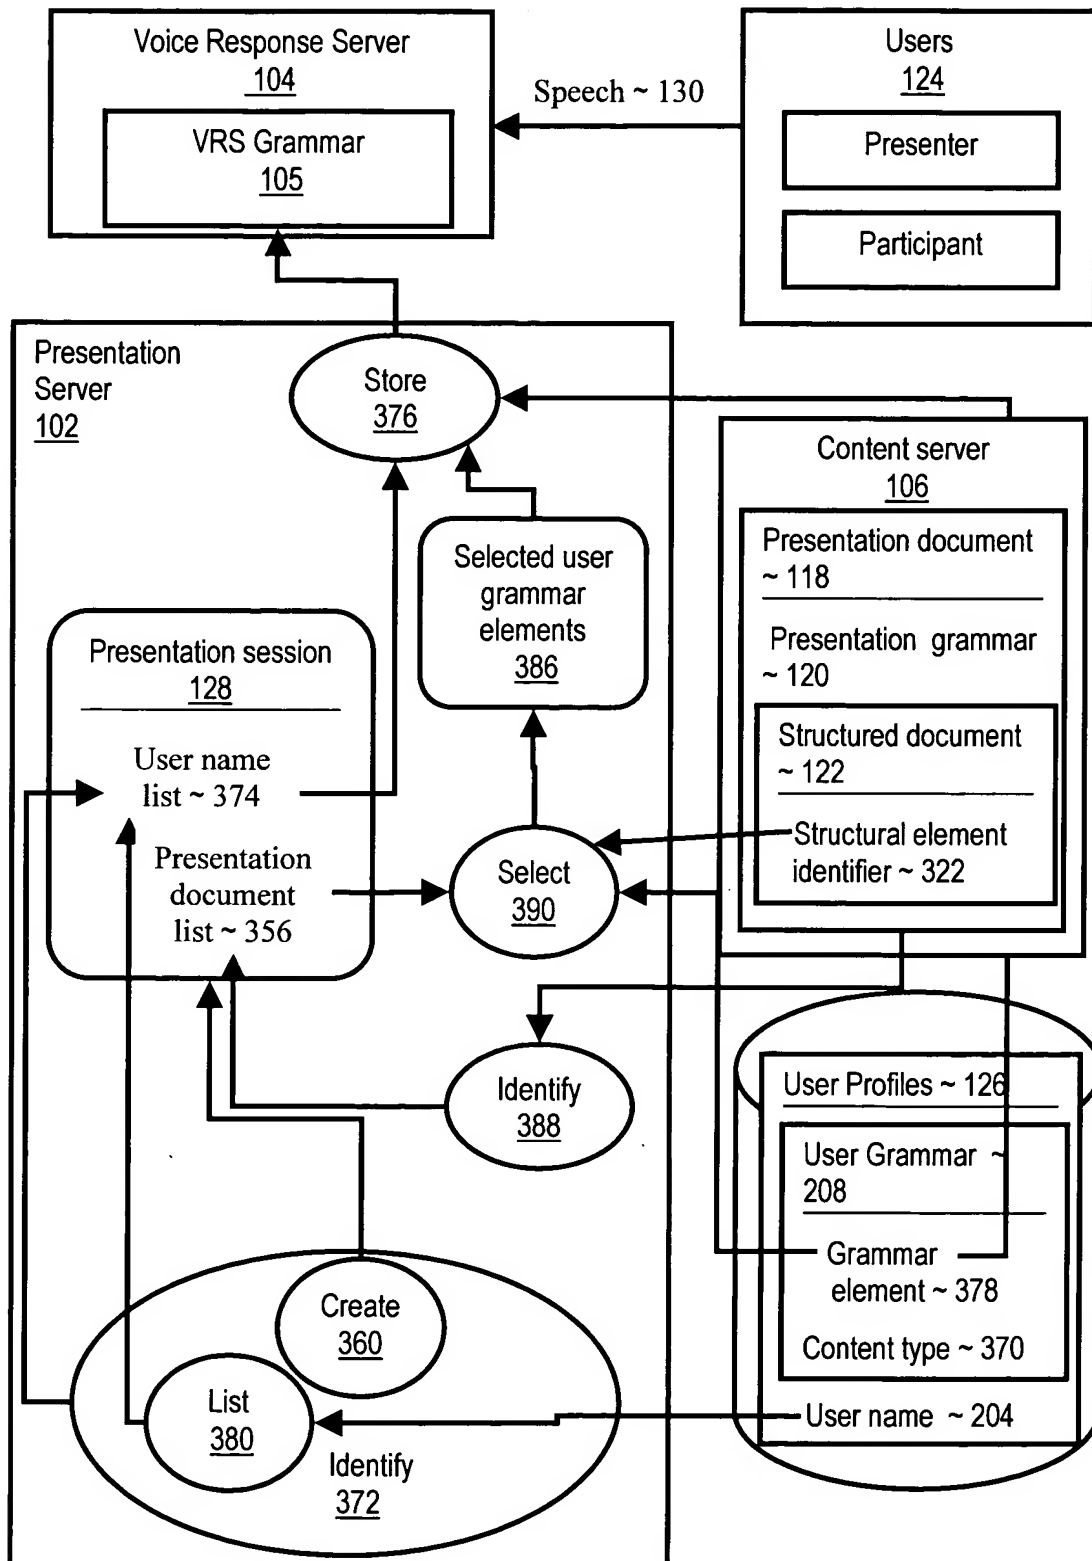 Voice Response Server
104
VRS Grammar
105
Speech ~ 130
Users
124
Presenter
Participant
Presentation
Server
102
Store
376
Content server
106
Presentation document
~ 118
Presentation grammar
~ 120
Structured document
~ 122
Structural element
identifier ~ 322
Selected user
grammar
elements
386
Presentation session
128
User name
list ~ 374
Presentation
document
list ~ 356
Select
390
Identify
388
User Profiles ~ 126
User Grammar ~
208
Grammar
element ~ 378
Content type ~ 370
User name ~ 204
Create
360
List
380
Identify
372